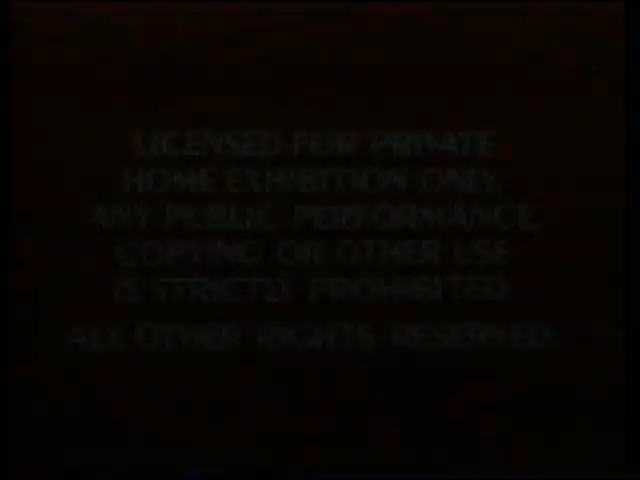 LICENSED FOR PRIVATE
HOME EXHIBITION ONLY.
ANY PUBLIC PERFORMANCE,
COPYING OR OTHER USE
IS STRICTLY PROHIBITED.
ALL OTHER RIGHTS RESERVED.